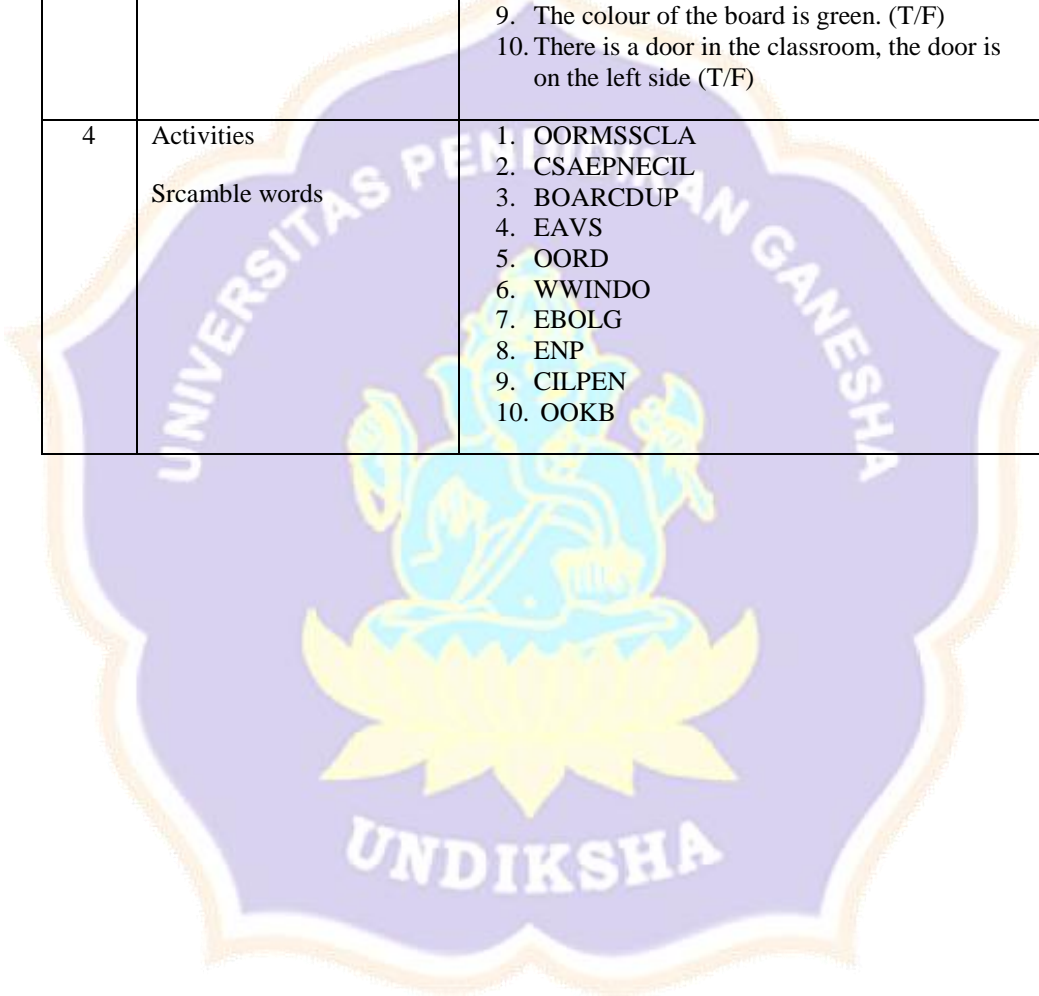 9. The colour of the board is green. (T/F)
10. There is a door in the classroom, the door is
on the left side (T/F)
4 Activities
Srcamble words
1. OORMSSCLA
2. CSAEPNECIL
3. BOARCDUP
4. EAVS
5. OORD
6. WWINDO
7. EBOLG
8. ENP
9. CILPEN
10. OOKB
UNIVERSITAS PENDIDIKAN GANESHA
UNDIKSHA